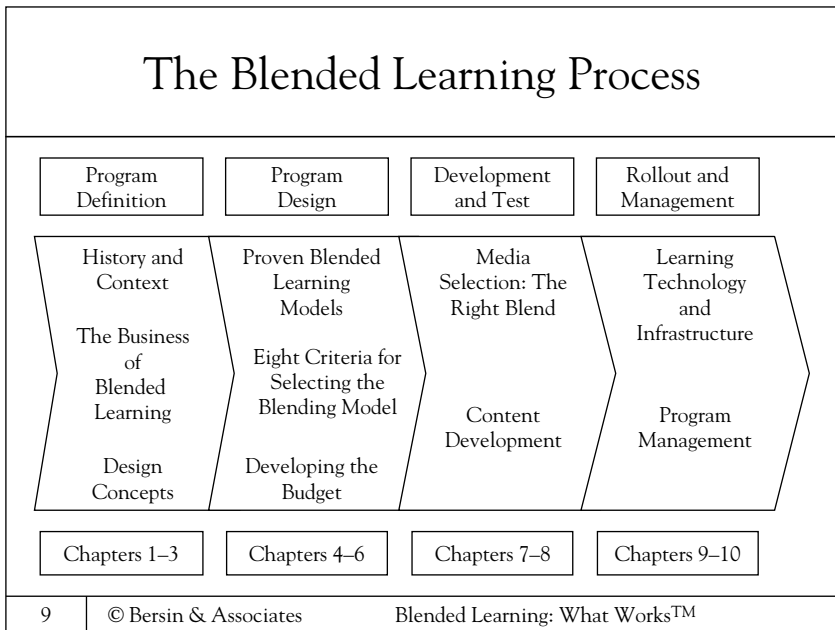 The Blended Learning Process
Program
Definition
Program
Design
Development
and Test
Rollout and
Management
History and
Context
The Business
of
Blended
Learning
Design
Concepts
Proven Blended
Learning
Models
Eight Criteria for
Selecting the
Blending Model
Developing the
Budget
Media
Selection: The
Right Blend
Content
Development
Learning
Technology
and
Infrastructure
Program
Management
Chapters 1–3
Chapters 4–6
Chapters 7–8
Chapters 9–10
9 © Bersin & Associates Blended Learning: What Works™